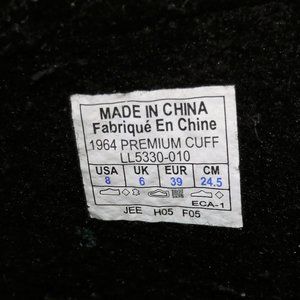 MADE IN CHINA
Fabriqué En Chine
1964 PREMIUM CUFF
LL5330-010
USA UK EUR CM
8 6 39 24.5
ECA-1
JEE H05 F05